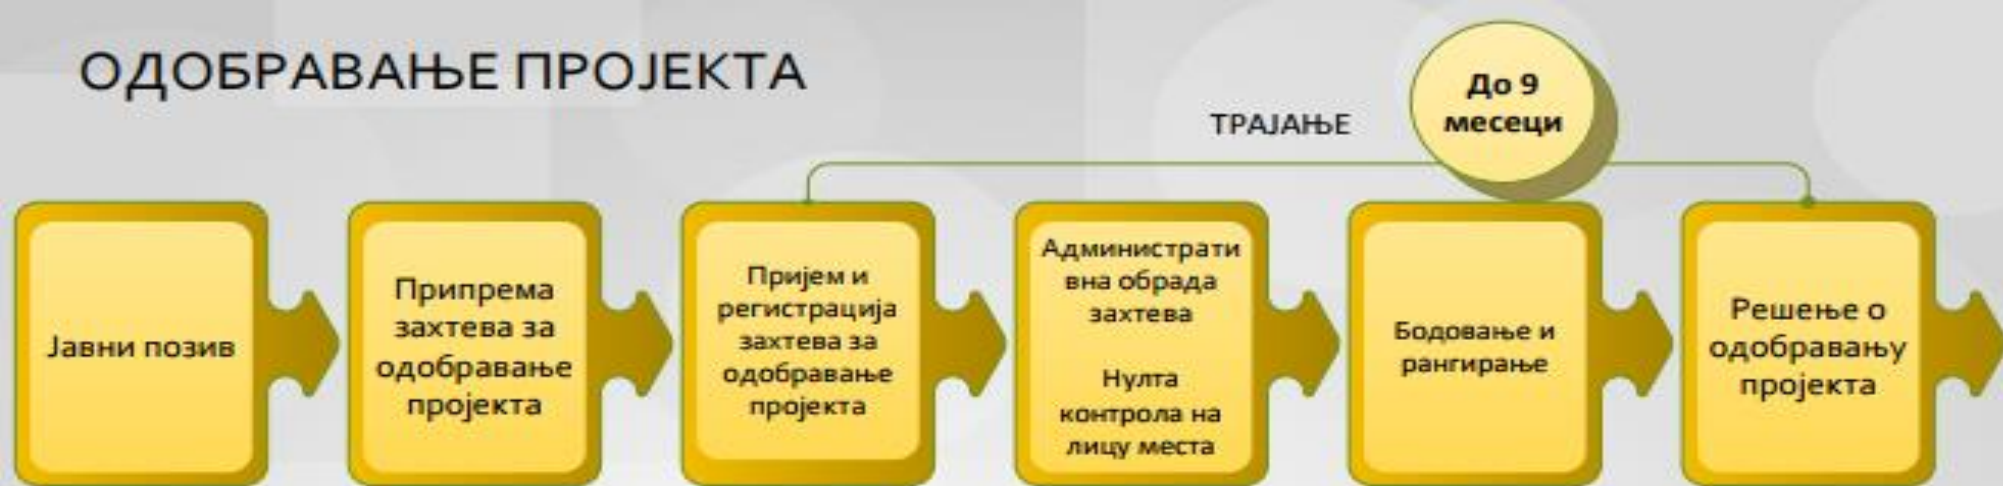 ОДОБРАВАЊЕ ПРОЈЕКТА
До 9
месеци
ТРАЈАЊЕ
Јавни позив
Припрема
захтева за
одобравање
пројекта
Пријем и
регистрација
захтева за
одобравање
пројекта
Администрати
вна обрада
захтева
Нулта
контрола на
лицу места
Бодовање и
рангирање
Решење о
одобравању
пројекта